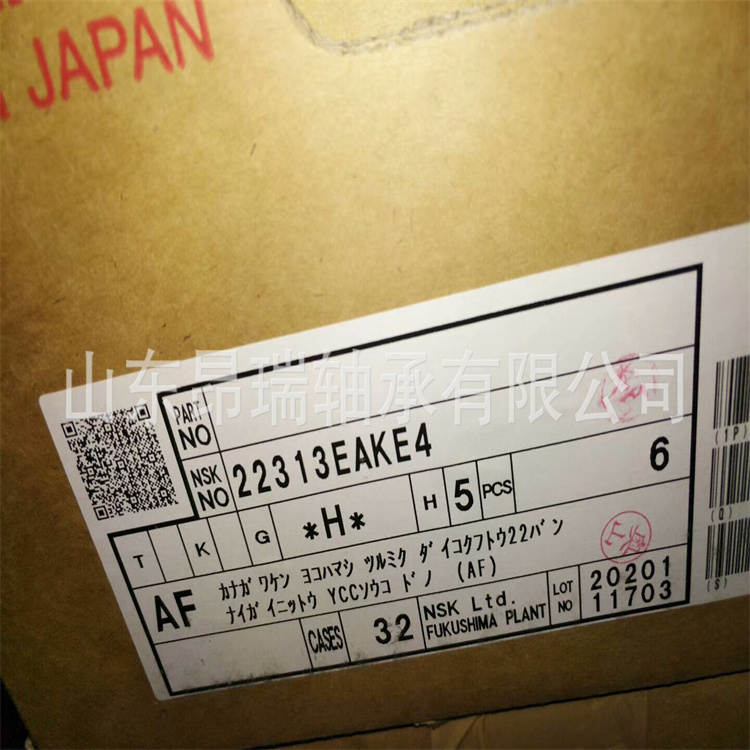 JAPAN
山东昂瑞轴承有限公司
PART NO
NSK NO 22313EAKE4
T K G *H* H 5 PCS 6
AF カナガワケン ヨコハマシ ツルミク ダイコクフトウ22バン
ナイガイニットウ YCCソウコ ドノ (AF)
CASES 32 NSK Ltd. FUKUSHIMA PLANT LOT NO 20201 11703
上海
(1P)
(Q)
(S)